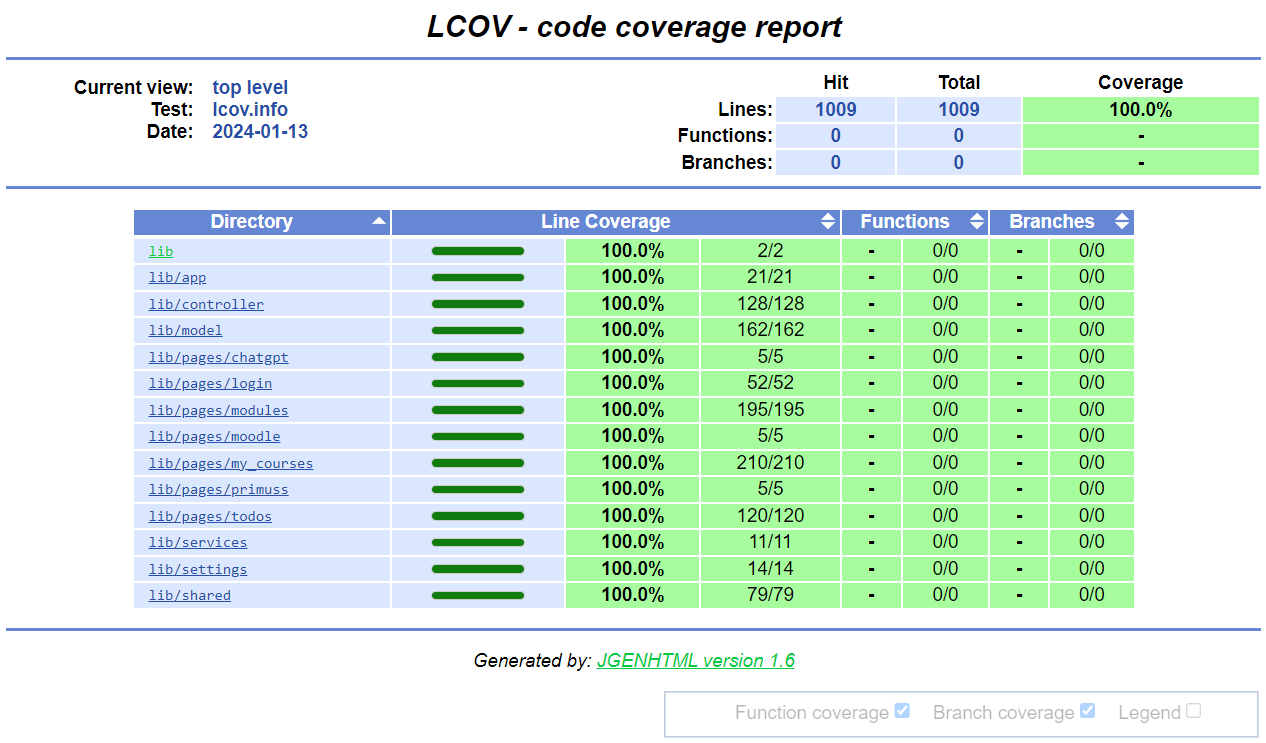 LCOV - code coverage report
Current view: top level
Test: lcov.info
Date: 2024-01-13
Hit Total Coverage
Lines: 1009 1009 100.0%
Functions: 0 0 -
Branches: 0 0 -
Directory Line Coverage Functions Branches
lib 100.0% 2/2 - 0/0 - 0/0
lib/app 100.0% 21/21 - 0/0 - 0/0
lib/controller 100.0% 128/128 - 0/0 - 0/0
lib/model 100.0% 162/162 - 0/0 - 0/0
lib/pages/chatgpt 100.0% 5/5 - 0/0 - 0/0
lib/pages/login 100.0% 52/52 - 0/0 - 0/0
lib/pages/modules 100.0% 195/195 - 0/0 - 0/0
lib/pages/moodle 100.0% 5/5 - 0/0 - 0/0
lib/pages/my_courses 100.0% 210/210 - 0/0 - 0/0
lib/pages/primuss 100.0% 5/5 - 0/0 - 0/0
lib/pages/todos 100.0% 120/120 - 0/0 - 0/0
lib/services 100.0% 11/11 - 0/0 - 0/0
lib/settings 100.0% 14/14 - 0/0 - 0/0
lib/shared 100.0% 79/79 - 0/0 - 0/0
Generated by: JGENHTML version 1.6
Function coverage Branch coverage Legend